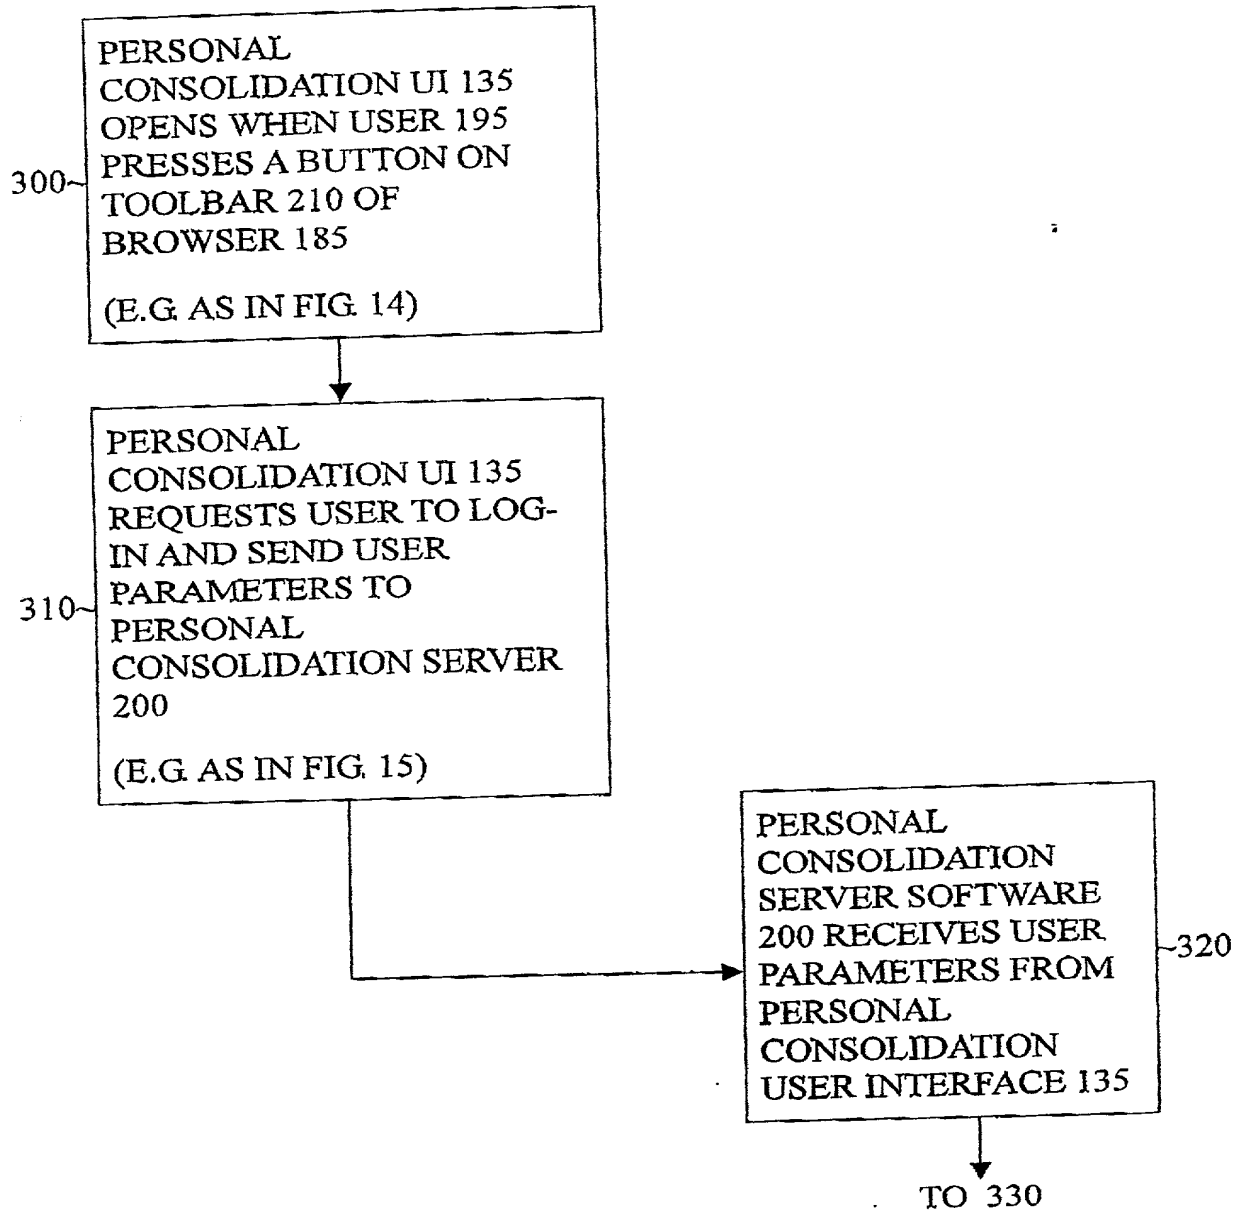 PERSONAL
CONSOLIDATION UI 135
OPENS WHEN USER 195
PRESSES A BUTTON ON
TOOLBAR 210 OF
BROWSER 185
(E.G. AS IN FIG. 14)
300
PERSONAL
CONSOLIDATION UI 135
REQUESTS USER TO LOG-
IN AND SEND USER
PARAMETERS TO
PERSONAL
CONSOLIDATION SERVER
200
(E.G. AS IN FIG. 15)
310
PERSONAL
CONSOLIDATION
SERVER SOFTWARE
200 RECEIVES USER
PARAMETERS FROM
PERSONAL
CONSOLIDATION
USER INTERFACE 135
320
TO 330